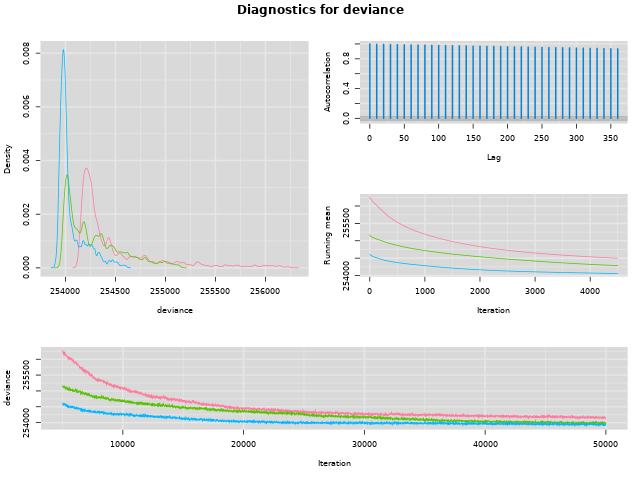 Diagnostics for deviance
Density
0.000 0.002 0.004 0.006 0.008
254000 254500 255000 255500 256000
deviance
Autocorrelation
0.0 0.4 0.8
0 50 100 150 200 250 300 350
Lag
Running mean
254000 255500
0 1000 2000 3000 4000
Iteration
deviance
254000 255500
10000 20000 30000 40000 50000
Iteration